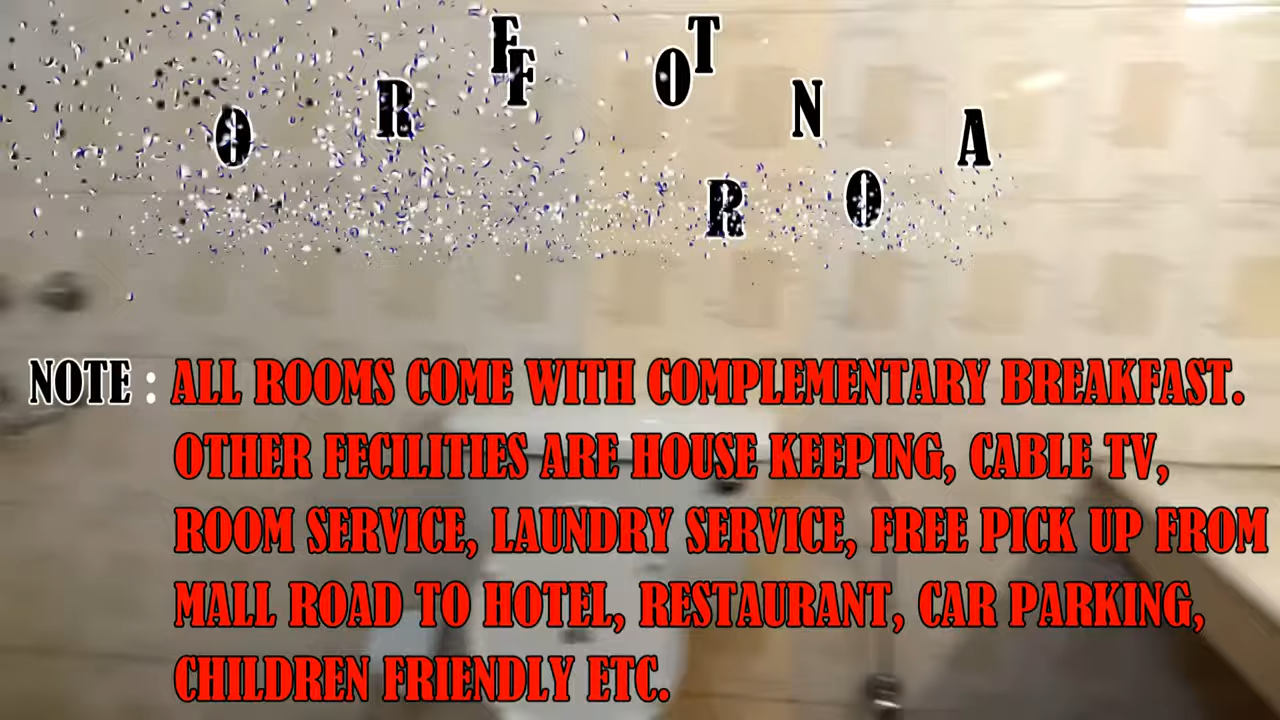 O R F F O T R N O A
NOTE : ALL ROOMS COME WITH COMPLEMENTARY BREAKFAST.
OTHER FECILITIES ARE HOUSE KEEPING, CABLE TV,
ROOM SERVICE, LAUNDRY SERVICE, FREE PICK UP FROM
MALL ROAD TO HOTEL, RESTAURANT, CAR PARKING,
CHILDREN FRIENDLY ETC.